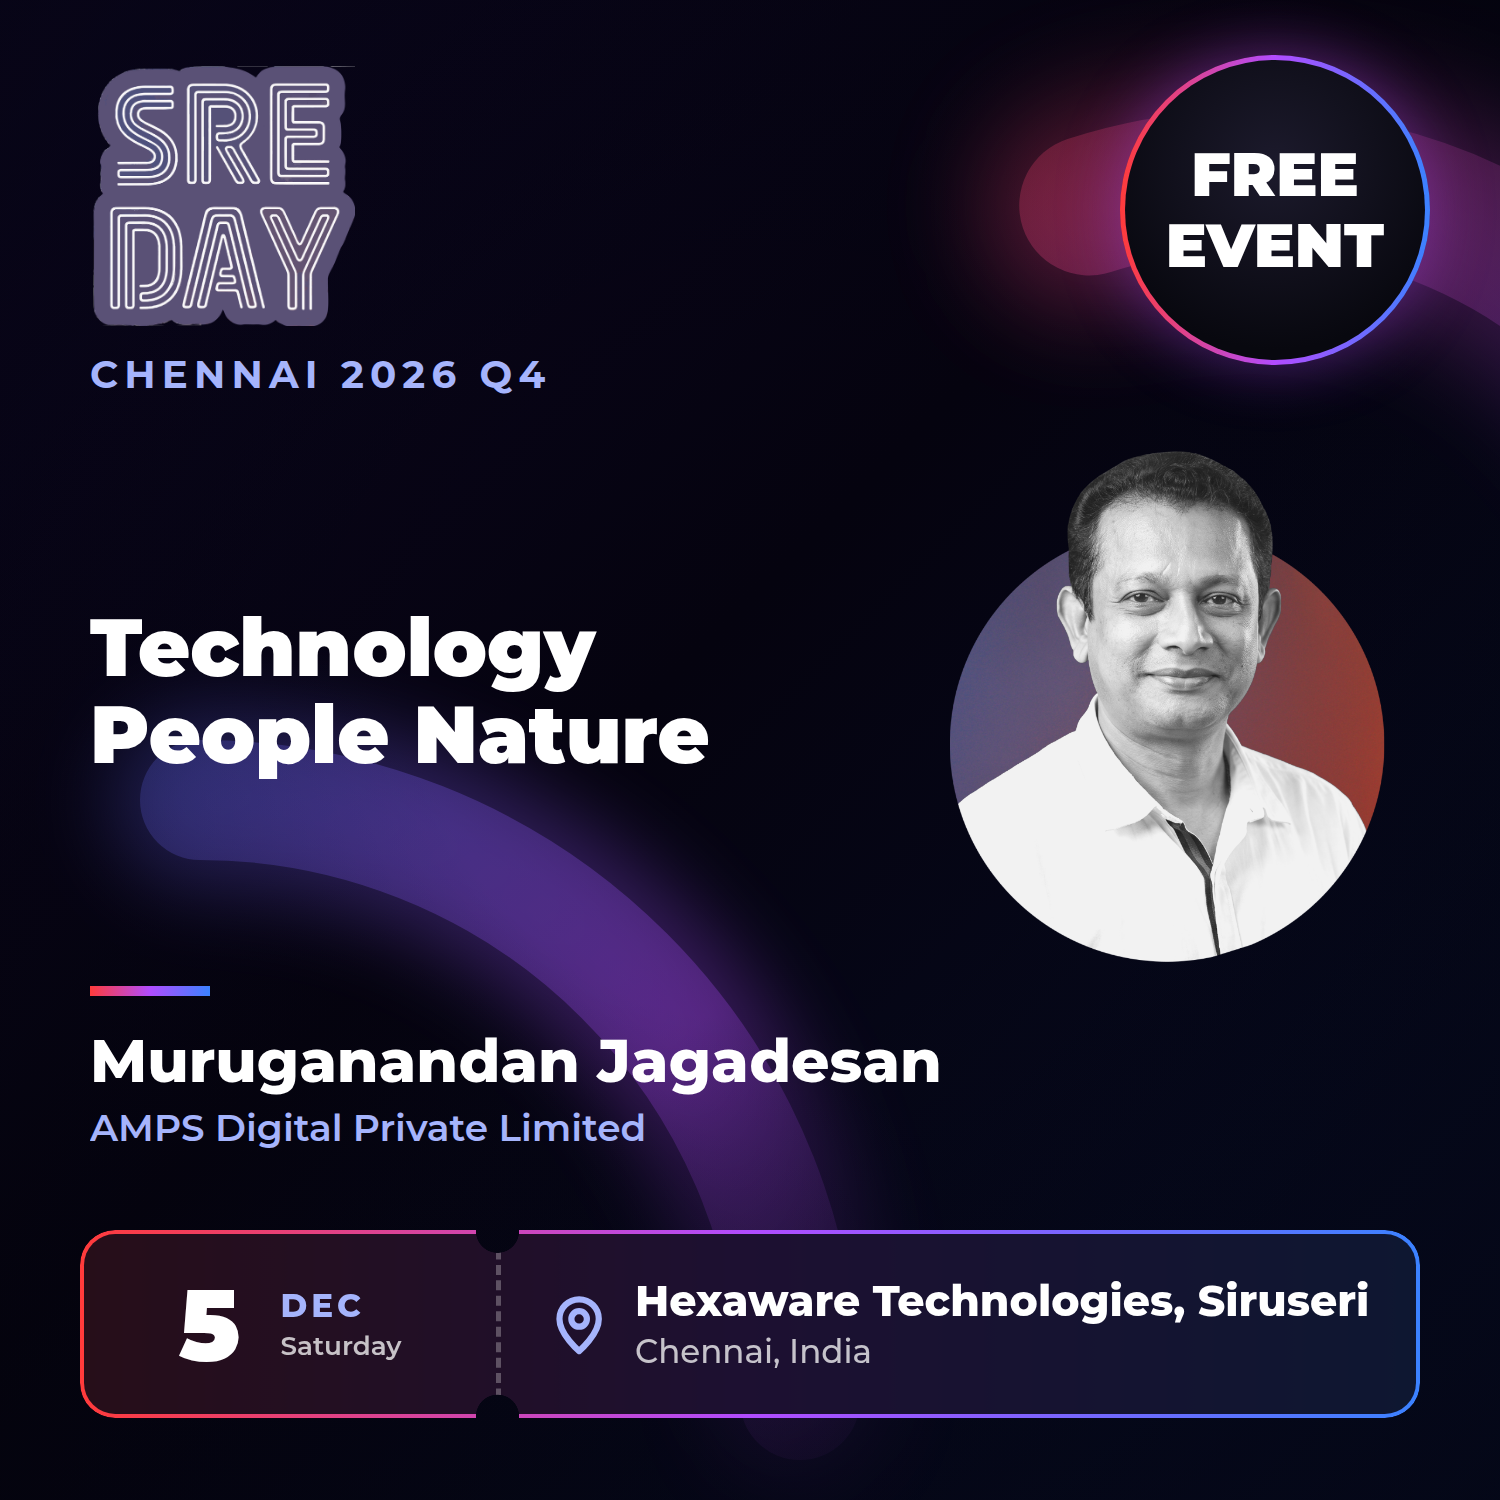 SRE
DAY
CHENNAI 2026 Q4
FREE
EVENT
Technology
People Nature
Muruganandan Jagadesan
AMPS Digital Private Limited
5
DEC
Saturday
Hexaware Technologies, Siruseri
Chennai, India